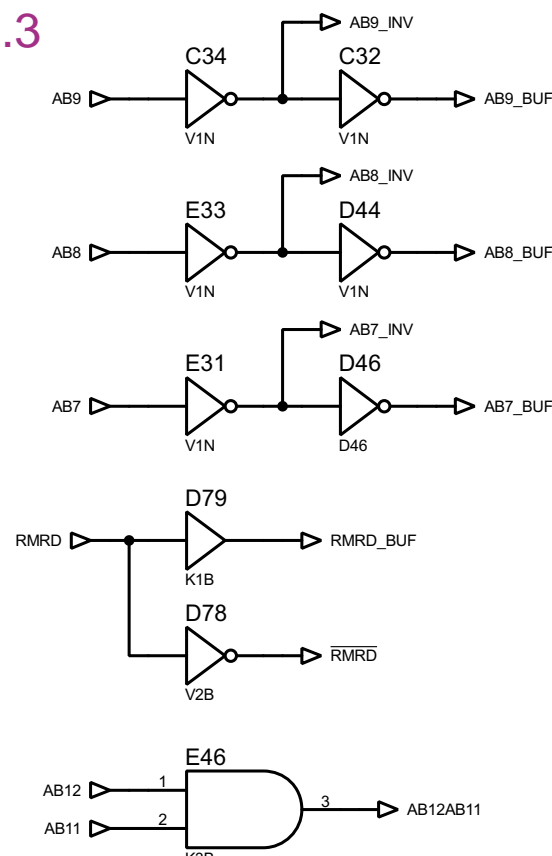 .3
AB9_INV
C34
C32
AB9
AB9_BUF
V1N
V1N
AB8_INV
E33
D44
AB8
AB8_BUF
V1N
V1N
AB7_INV
E31
D46
AB7
AB7_BUF
V1N
D46
D79
RMRD
RMRD_BUF
K1B
D78
RMRD
V2B
E46
AB12
1
3
AB12AB11
AB11
2